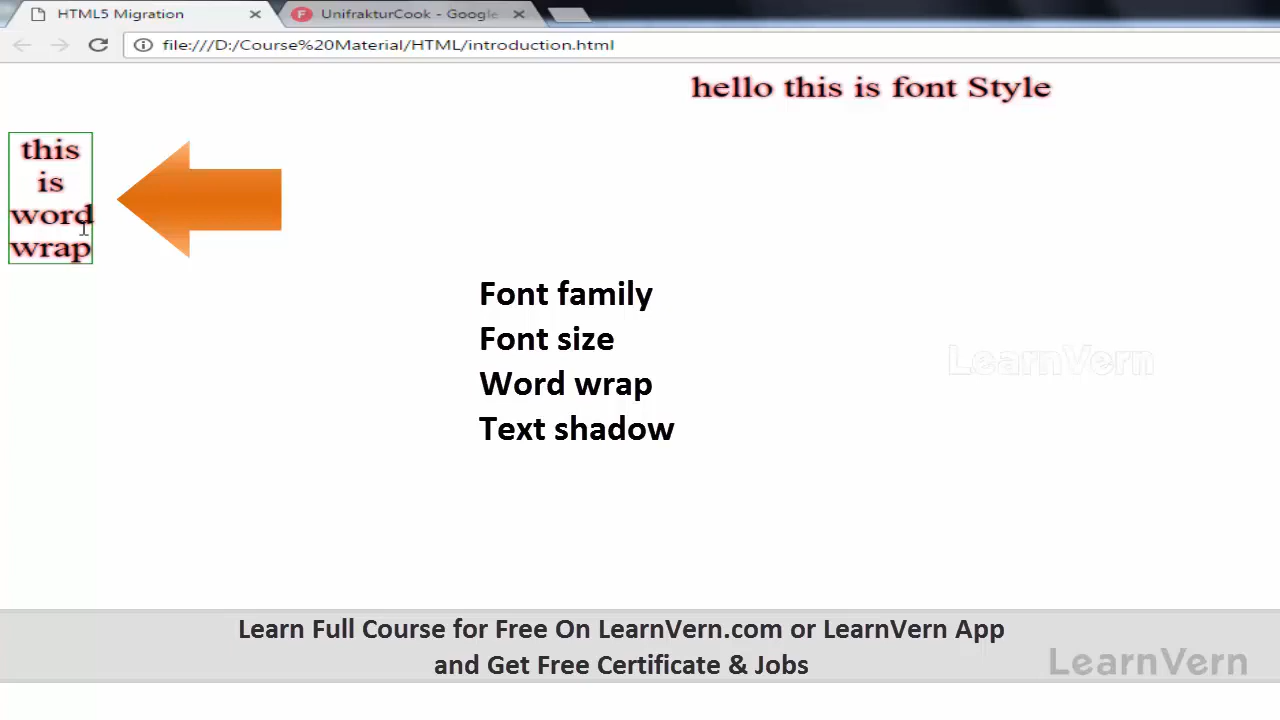 HTML5 Migration
UnifrakturCook - Google
file:///D:/Course%20Material/HTML/introduction.html
hello this is font Style
this
is
word
wrap
Font family
Font size
Word wrap
Text shadow
LearnVern
Learn Full Course for Free On LearnVern.com or LearnVern App
and Get Free Certificate & Jobs
LearnVern